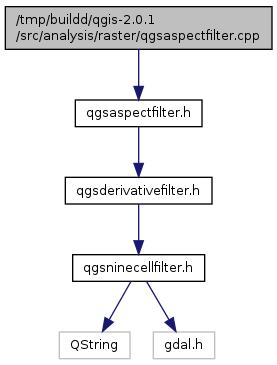 /tmp/buildd/qgis-2.0.1
/src/analysis/raster/qgsaspectfilter.cpp
qgsaspectfilter.h
qgsderivativefilter.h
qgsninecellfilter.h
QString
gdal.h